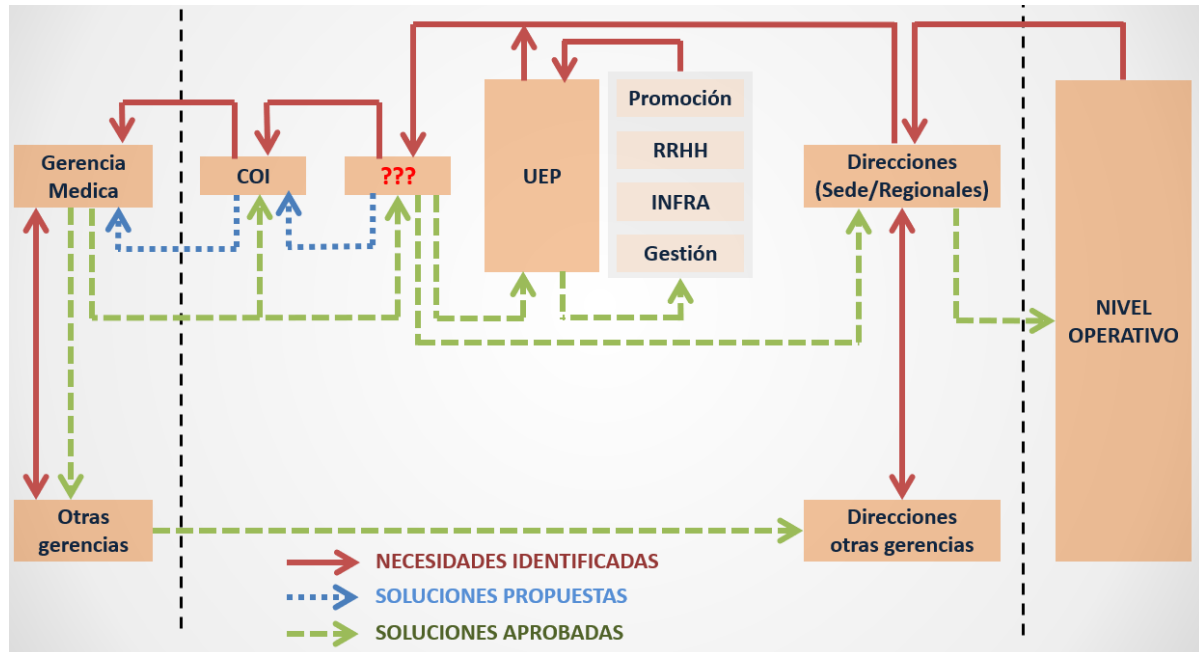 Gerencia
Medica
COI
???
UEP
Promoción
RRHH
INFRA
Gestión
Direcciones
(Sede/Regionales)
NIVEL
OPERATIVO
Otras
gerencias
Direcciones
otras gerencias
NECESIDADES IDENTIFICADAS
SOLUCIONES PROPUESTAS
SOLUCIONES APROBADAS